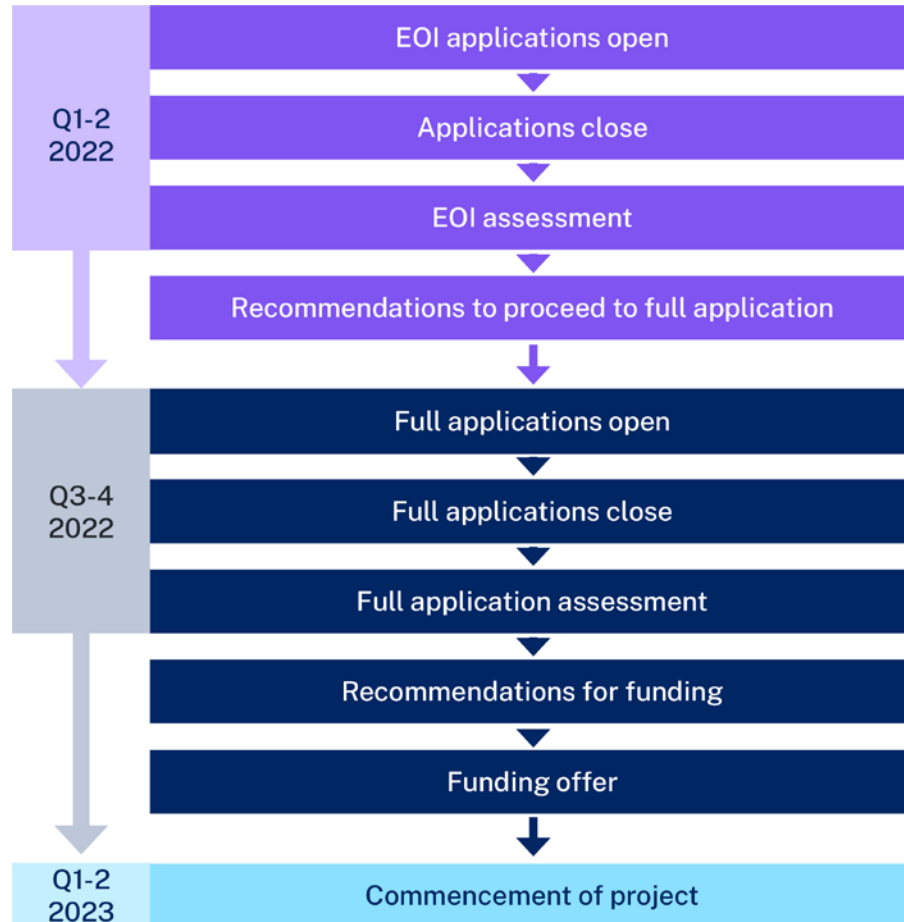 EOI applications open
Applications close
Q1-2
2022
EOI assessment
Recommendations to proceed to full application
Full applications open
Full applications close
Q3-4
2022
Full application assessment
Recommendations for funding
Funding offer
Q1-2
2023
Commencement of project